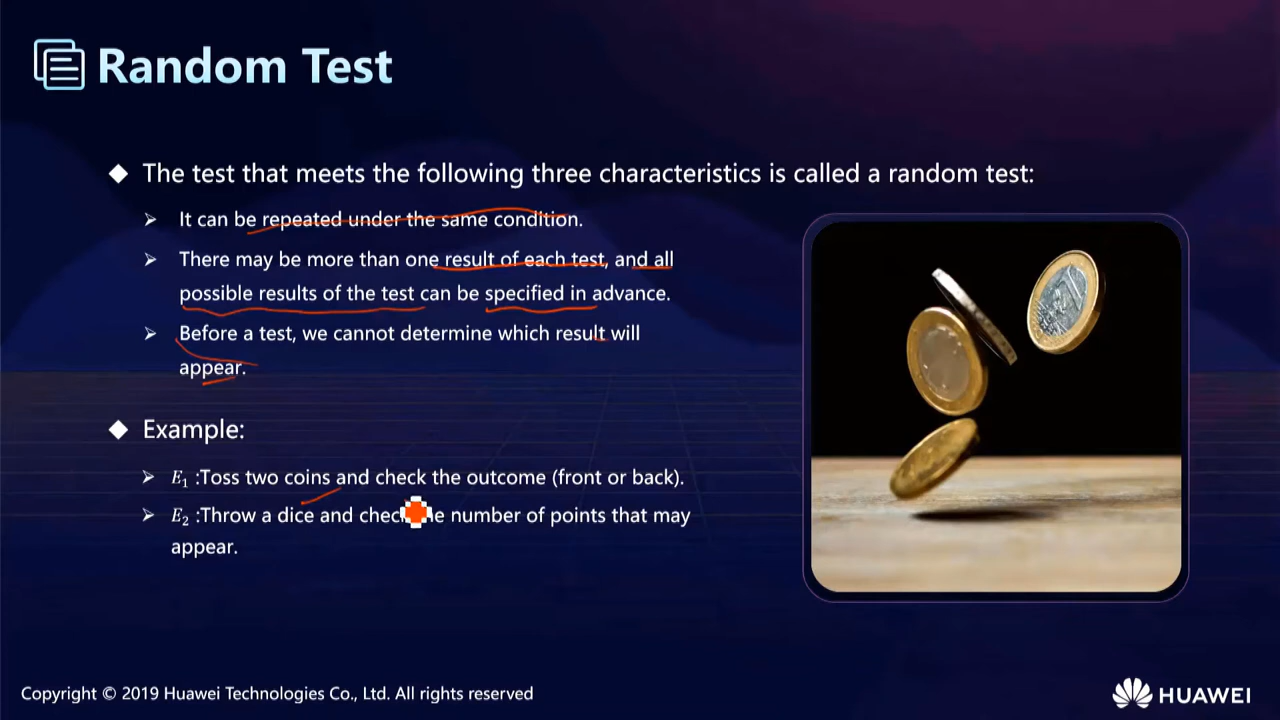 Random Test
The test that meets the following three characteristics is called a random test:
It can be repeated under the same condition.
There may be more than one result of each test, and all
possible results of the test can be specified in advance.
Before a test, we cannot determine which result will
appear.
Example:
E₁ :Toss two coins and check the outcome (front or back).
E₂ :Throw a dice and check the number of points that may
appear.
Copyright © 2019 Huawei Technologies Co., Ltd. All rights reserved
HUAWEI